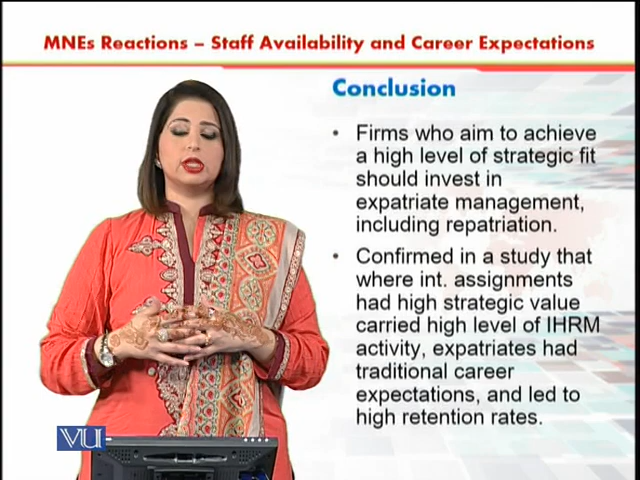 MNEs Reactions – Staff Availability and Career Expectations
Conclusion
• Firms who aim to achieve
a high level of strategic fit
should invest in
expatriate management,
including repatriation.
• Confirmed in a study that
where int. assignments
had high strategic value
carried high level of IHRM
activity, expatriates had
traditional career
expectations, and led to
high retention rates.
VU